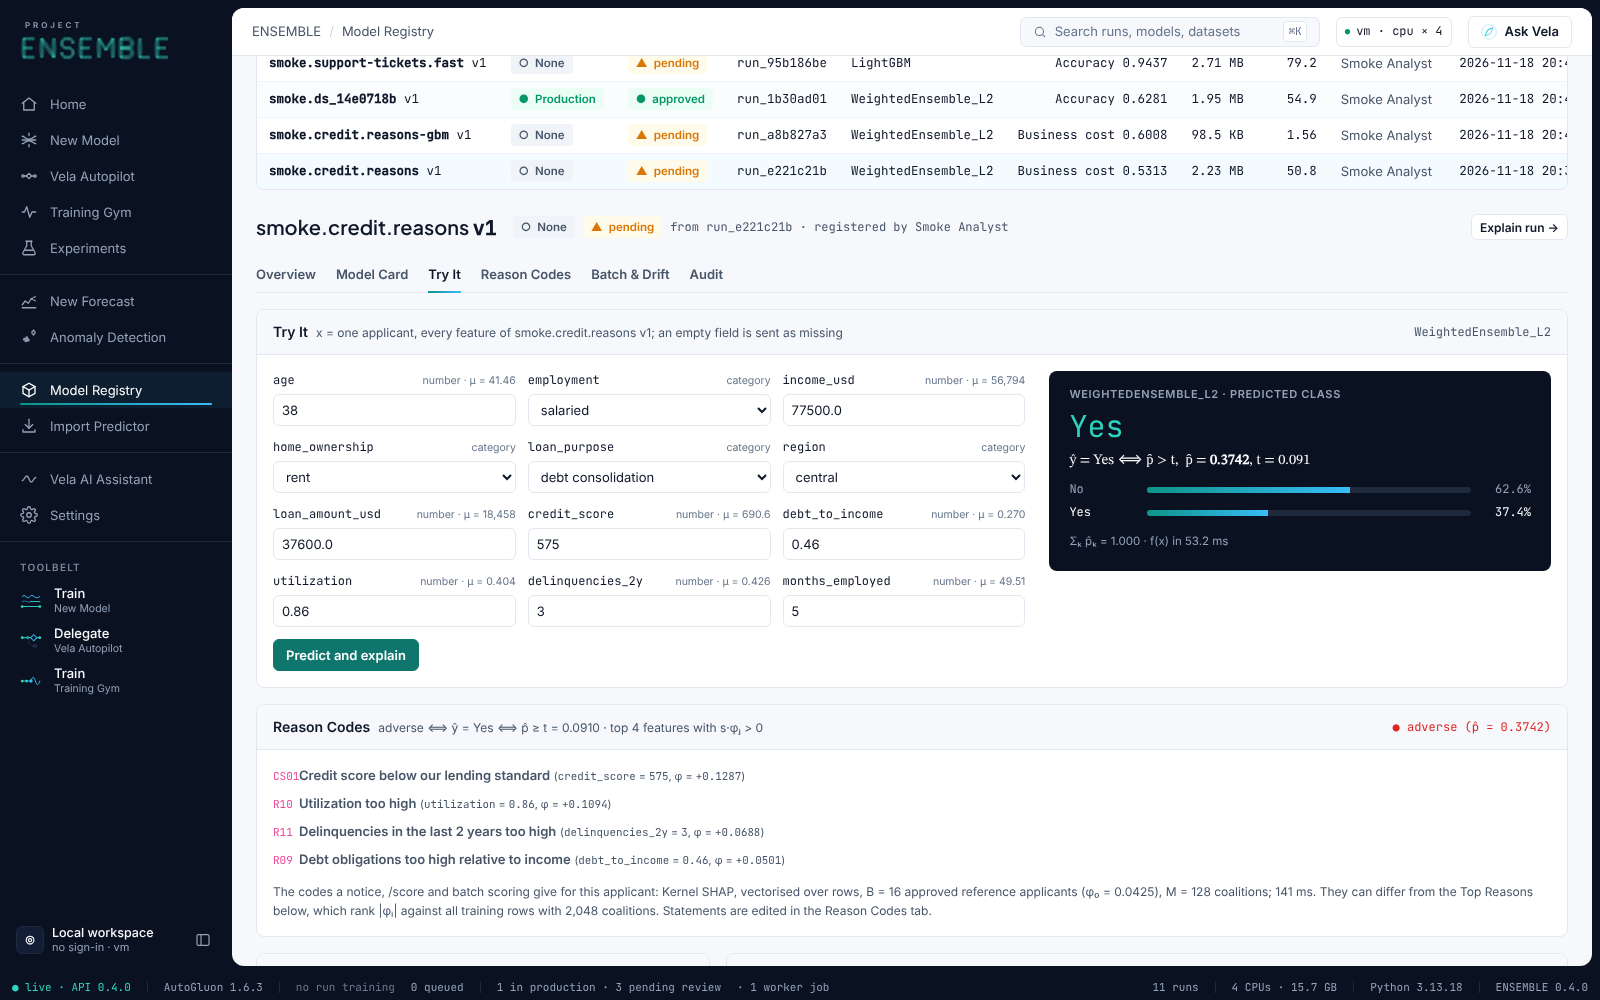 PROJECT
ENSEMBLE
Home
New Model
Vela Autopilot
Training Gym
Experiments
New Forecast
Anomaly Detection
Model Registry
Import Predictor
Vela AI Assistant
Settings
TOOLBELT
Train
New Model
Delegate
Vela Autopilot
Train
Training Gym
Local workspace
no sign-in · vm
ENSEMBLE / Model Registry
Search runs, models, datasets ⌘K
vm · cpu × 4
Ask Vela
smoke.support-tickets.fast v1 None pending run_95b186be LightGBM Accuracy 0.9437 2.71 MB 79.2 Smoke Analyst 2026-11-18 20:
smoke.ds_14e0718b v1 Production approved run_1b30ad01 WeightedEnsemble_L2 Accuracy 0.6281 1.95 MB 54.9 Smoke Analyst 2026-11-18 20:
smoke.credit.reasons-gbm v1 None pending run_a8b827a3 WeightedEnsemble_L2 Business cost 0.6008 98.5 KB 1.56 Smoke Analyst 2026-11-18 20:
smoke.credit.reasons v1 None pending run_e221c21b WeightedEnsemble_L2 Business cost 0.5313 2.23 MB 50.8 Smoke Analyst 2026-11-18 20:
smoke.credit.reasons v1 None pending from run_e221c21b · registered by Smoke Analyst Explain run →
Overview Model Card Try It Reason Codes Batch & Drift Audit
Try It x = one applicant, every feature of smoke.credit.reasons v1; an empty field is sent as missing WeightedEnsemble_L2
age number · μ = 41.46 employment category income_usd number · μ = 56,794
38 salaried 77500.0
home_ownership category loan_purpose category region category
rent debt consolidation central
loan_amount_usd number · μ = 18,458 credit_score number · μ = 690.6 debt_to_income number · μ = 0.270
37600.0 575 0.46
utilization number · μ = 0.404 delinquencies_2y number · μ = 0.426 months_employed number · μ = 49.51
0.86 3 5
Predict and explain
WEIGHTEDENSEMBLE_L2 · PREDICTED CLASS
Yes
ŷ = Yes ⟺ p̂ > t, p̂ = 0.3742, t = 0.091
No 62.6%
Yes 37.4%
Σₖ p̂ₖ = 1.000 · f(x) in 53.2 ms
Reason Codes adverse ⟺ ŷ = Yes ⟺ p̂ ≥ t = 0.0910 · top 4 features with s·φⱼ > 0 adverse (p̂ = 0.3742)
CS01 Credit score below our lending standard (credit_score = 575, φ = +0.1287)
R10 Utilization too high (utilization = 0.86, φ = +0.1094)
R11 Delinquencies in the last 2 years too high (delinquencies_2y = 3, φ = +0.0688)
R09 Debt obligations too high relative to income (debt_to_income = 0.46, φ = +0.0501)
The codes a notice, /score and batch scoring give for this applicant: Kernel SHAP, vectorised over rows, B = 16 approved reference applicants (φ₀ = 0.0425), M = 128 coalitions; 141 ms. They can differ from the Top Reasons
below, which rank |φⱼ| against all training rows with 2,048 coalitions. Statements are edited in the Reason Codes tab.
live · API 0.4.0 AutoGluon 1.6.3 no run training 0 queued 1 in production · 3 pending review · 1 worker job 11 runs 4 CPUs · 15.7 GB Python 3.13.18 ENSEMBLE 0.4.0